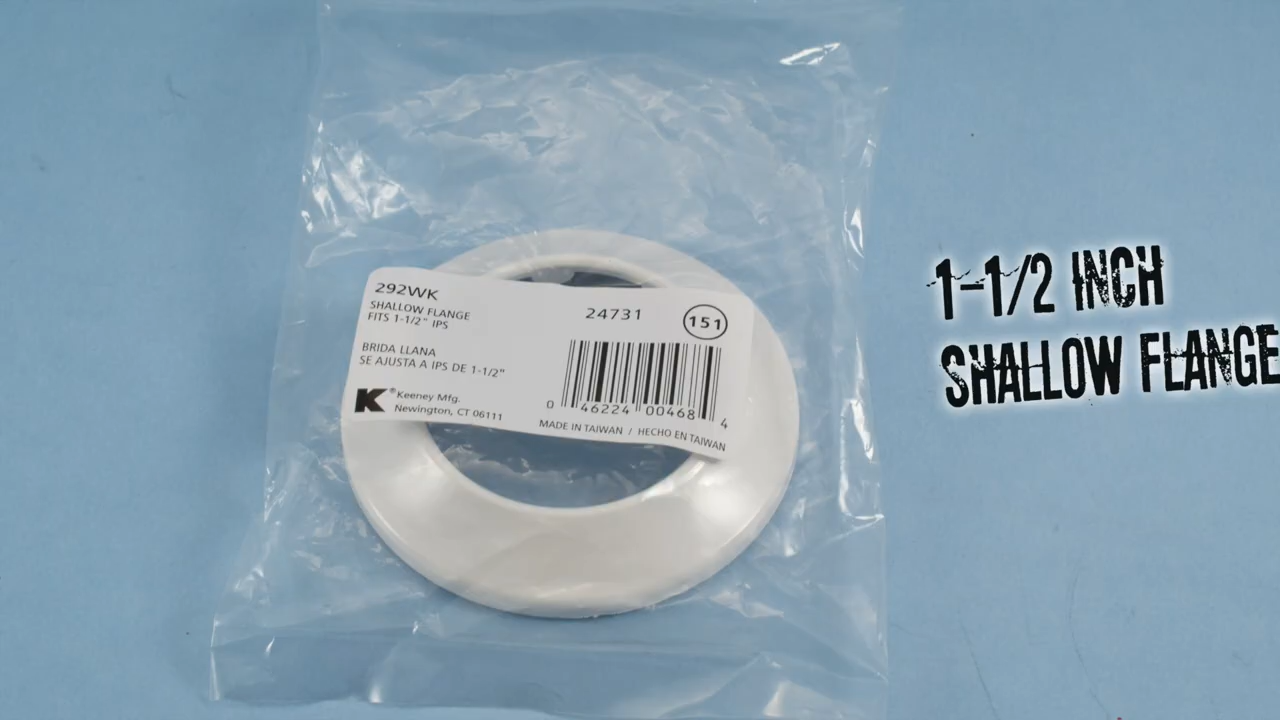 292WK
SHALLOW FLANGE
FITS 1-1/2" IPS
24731
151
BRIDA LLANA
SE AJUSTA A IPS DE 1-1/2"
K® Keeney Mfg.
Newington, CT 06111
0 46224 00468 4
MADE IN TAIWAN / HECHO EN TAIWAN
1-1/2 INCH
SHALLOW FLANGE